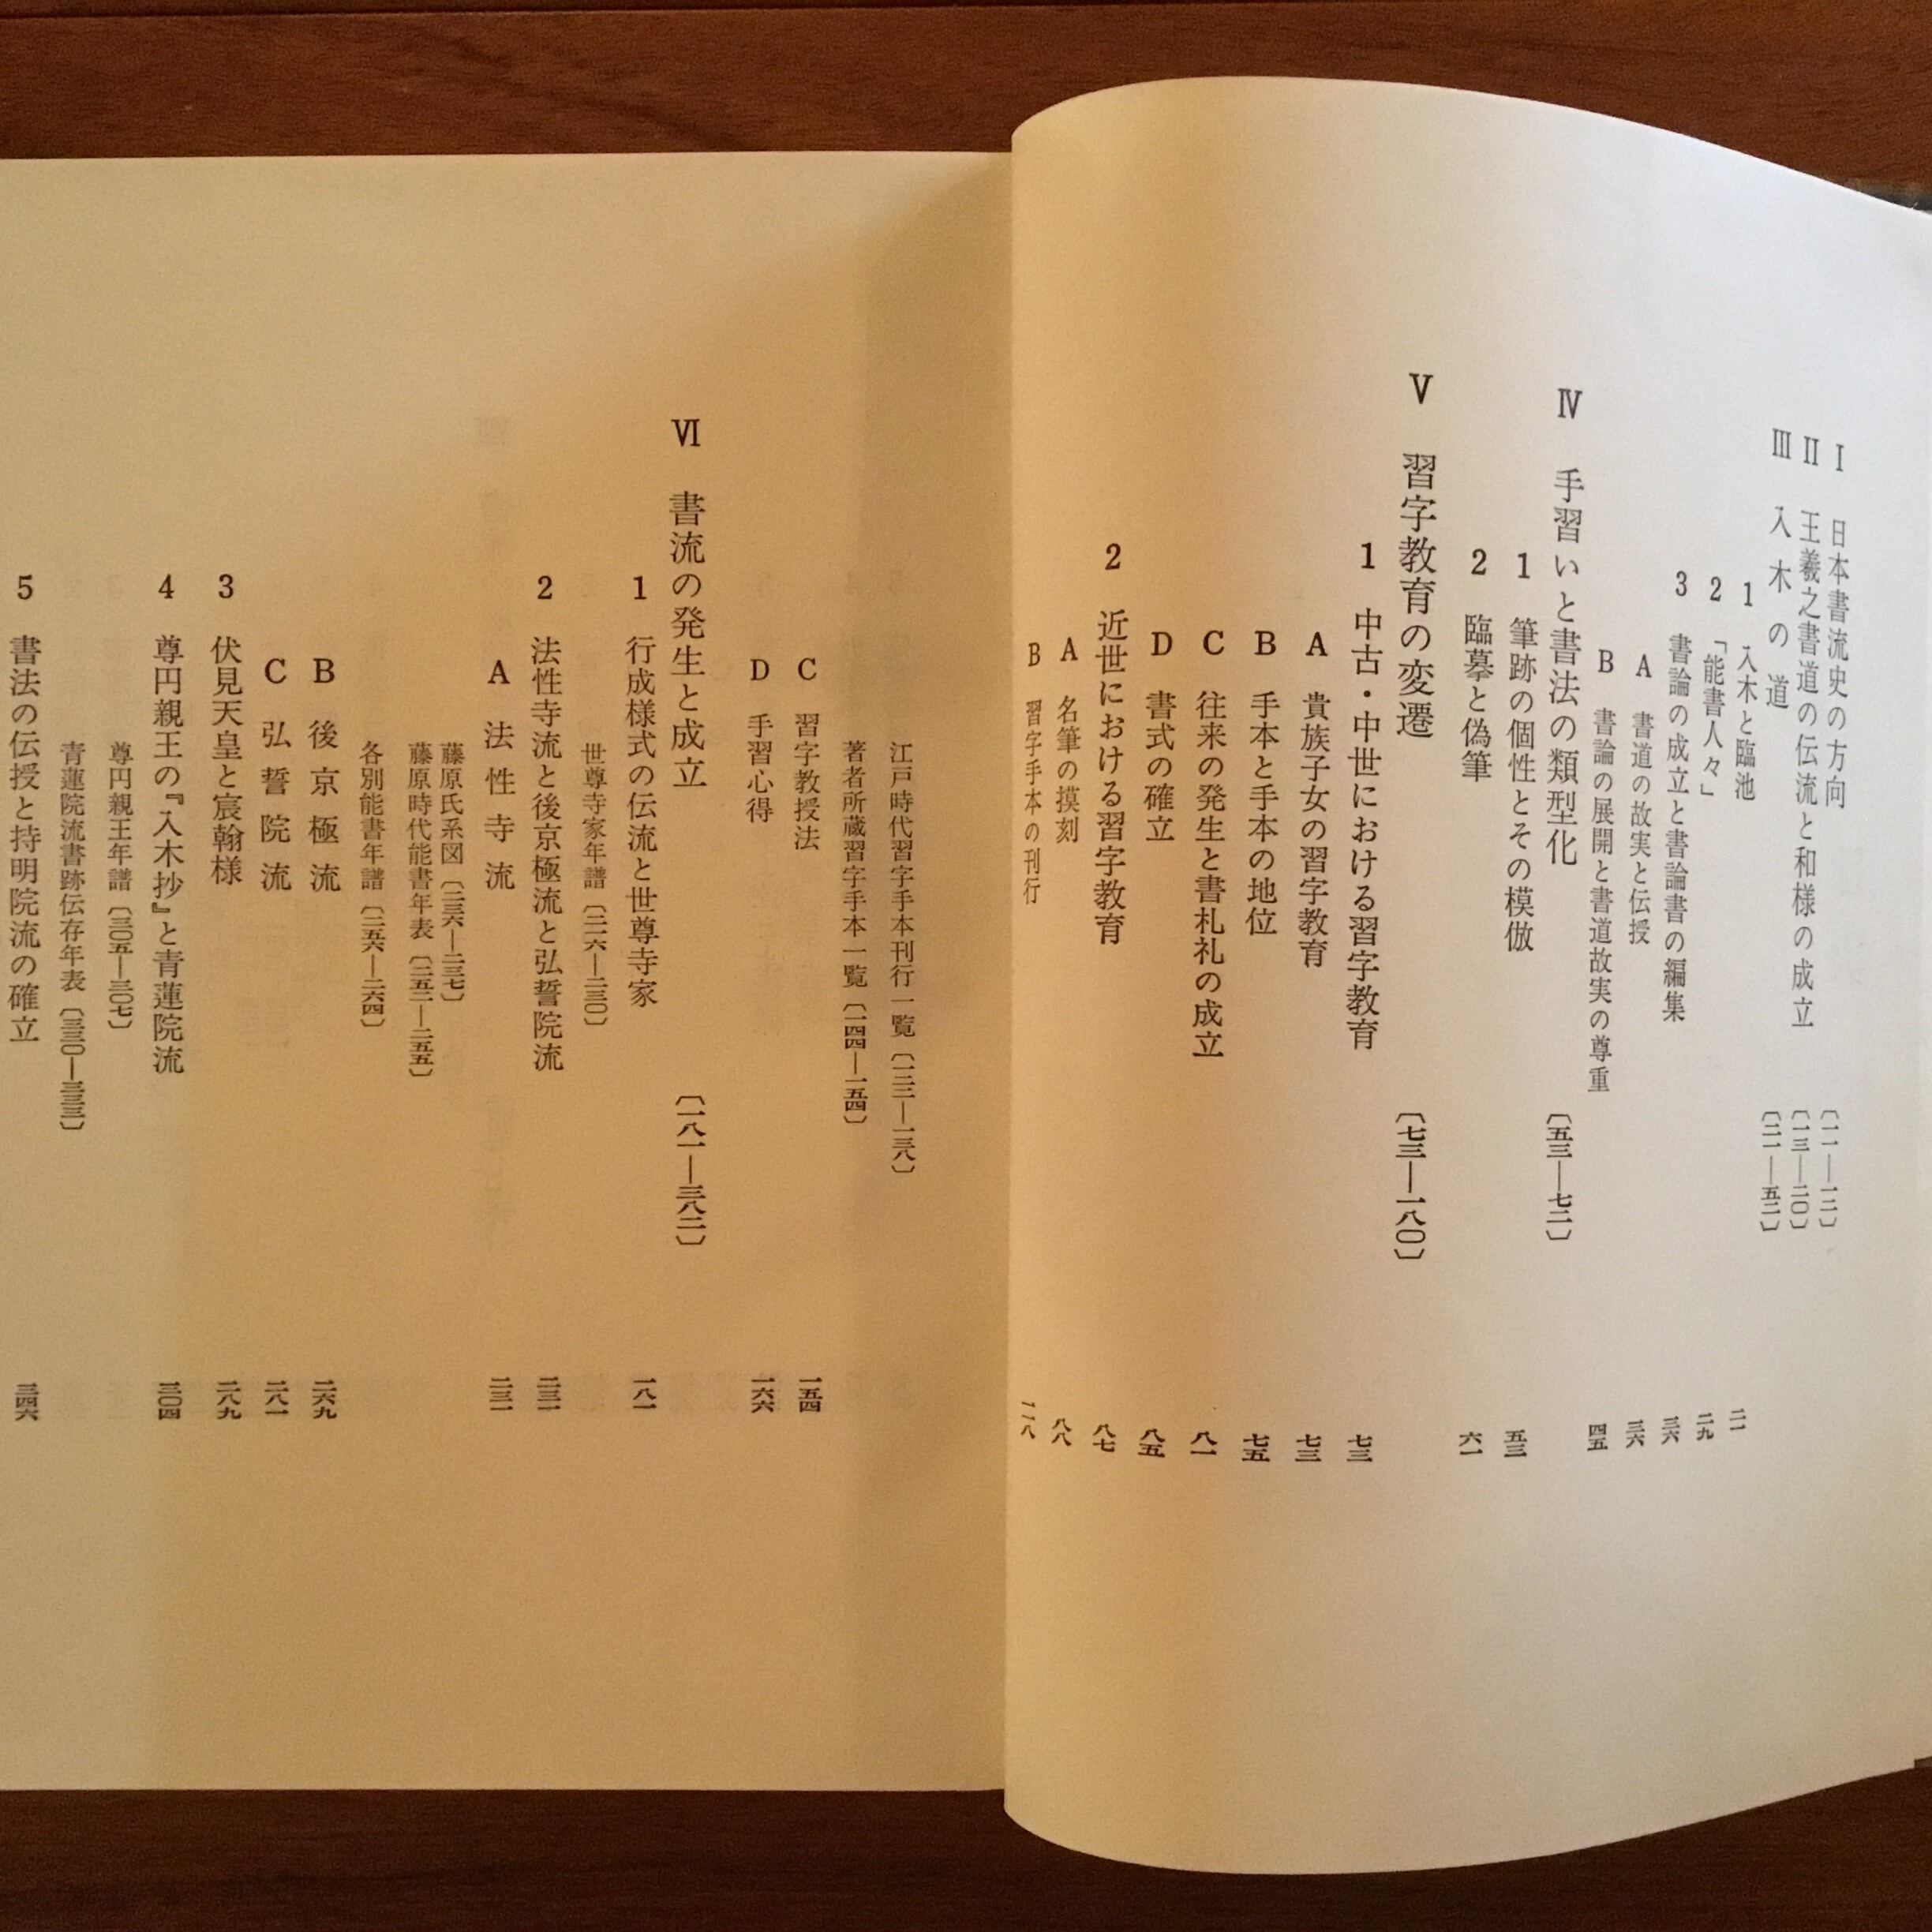 Ⅰ 日本書流史の方向 〔一一―一二〕
Ⅱ 王羲之書道の伝流と和様の成立 〔一三―二〇〕
Ⅲ 入木の道 〔二一―五二〕
1 入木と臨池 二一
2 「能書人々」 二九
3 書論の成立と書論書の編集 三六
A 書道の故実と伝授 三六
B 書論の展開と書道故実の尊重 四五
Ⅳ 手習いと書法の類型化 〔五三―七二〕
1 筆跡の個性とその模倣 五三
2 臨摹と偽筆 六一
Ⅴ 習字教育の変遷 〔七三―一八〇〕
1 中古・中世における習字教育 七三
A 貴族子女の習字教育 七三
B 手本と手本の地位 七五
C 往来の発生と書札礼の成立 八一
D 書式の確立 八五
2 近世における習字教育 八七
A 名筆の摸刻 八八
B 習字手本の刊行 一一八
江戸時代習字手本刊行一覧〔一三三―一三八〕
著者所蔵習字手本一覧〔一四四―一五四〕
C 習字教授法 一五四
D 手習心得 一六六
Ⅵ 書流の発生と成立 〔一八一―三八二〕
1 行成様式の伝流と世尊寺家 一八一
世尊寺家年譜〔二一六―二三〇〕
2 法性寺流と後京極流と弘誓院流 二三一
A 法性寺流 二三一
藤原氏系図〔二三六―二三七〕
藤原時代能書年表〔二五二―二五五〕
各別能書年譜〔二五六―二六四〕
B 後京極流 二六九
C 弘誓院流 二八一
3 伏見天皇と宸翰様 二八九
4 尊円親王の『入木抄』と青蓮院流 三〇四
尊円親王年譜〔三〇五―三〇七〕
青蓮院流書跡伝存年表〔三三〇―三三三〕
5 書法の伝授と持明院流の確立 三四六